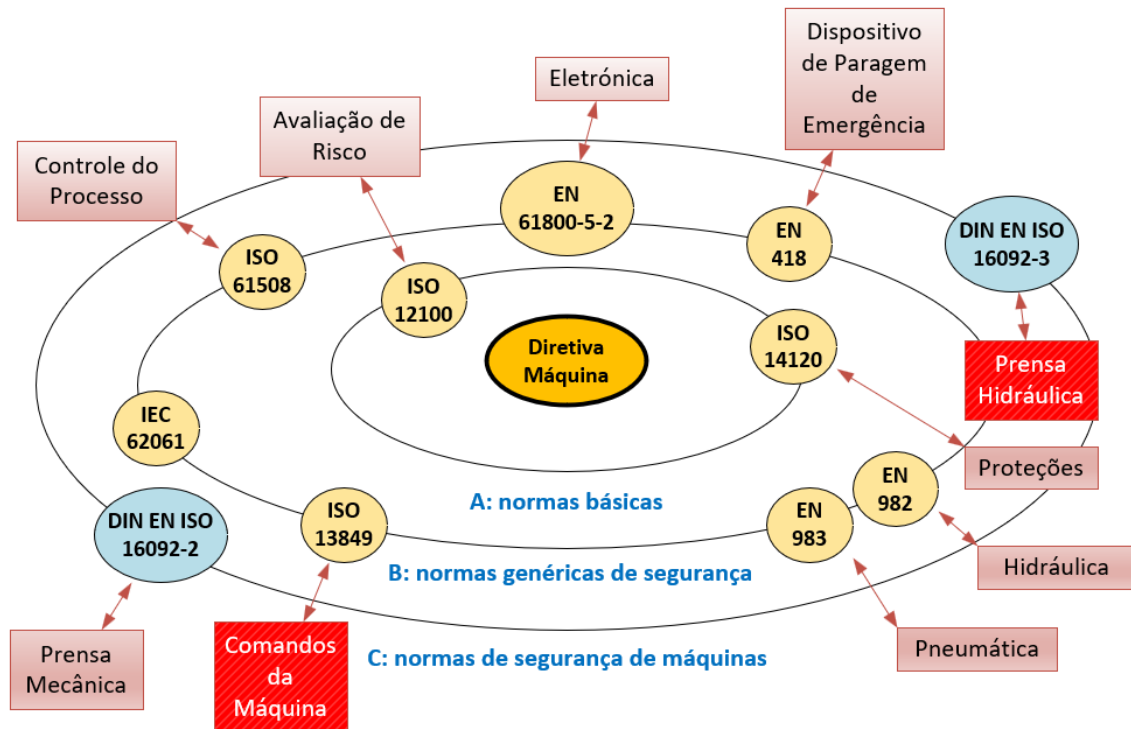 Dispositivo
de Paragem
de
Emergência
Eletrónica
Avaliação de
Risco
Controle do
Processo
EN
61800-5-2
EN
418
DIN EN ISO
16092-3
ISO
61508
ISO
12100
ISO
14120
Diretiva
Máquina
Prensa
Hidráulica
IEC
62061
Proteções
A: normas básicas
EN
982
DIN EN ISO
16092-2
ISO
13849
EN
983
B: normas genéricas de segurança
Hidráulica
Prensa
Mecânica
Comandos
da
Máquina
C: normas de segurança de máquinas
Pneumática